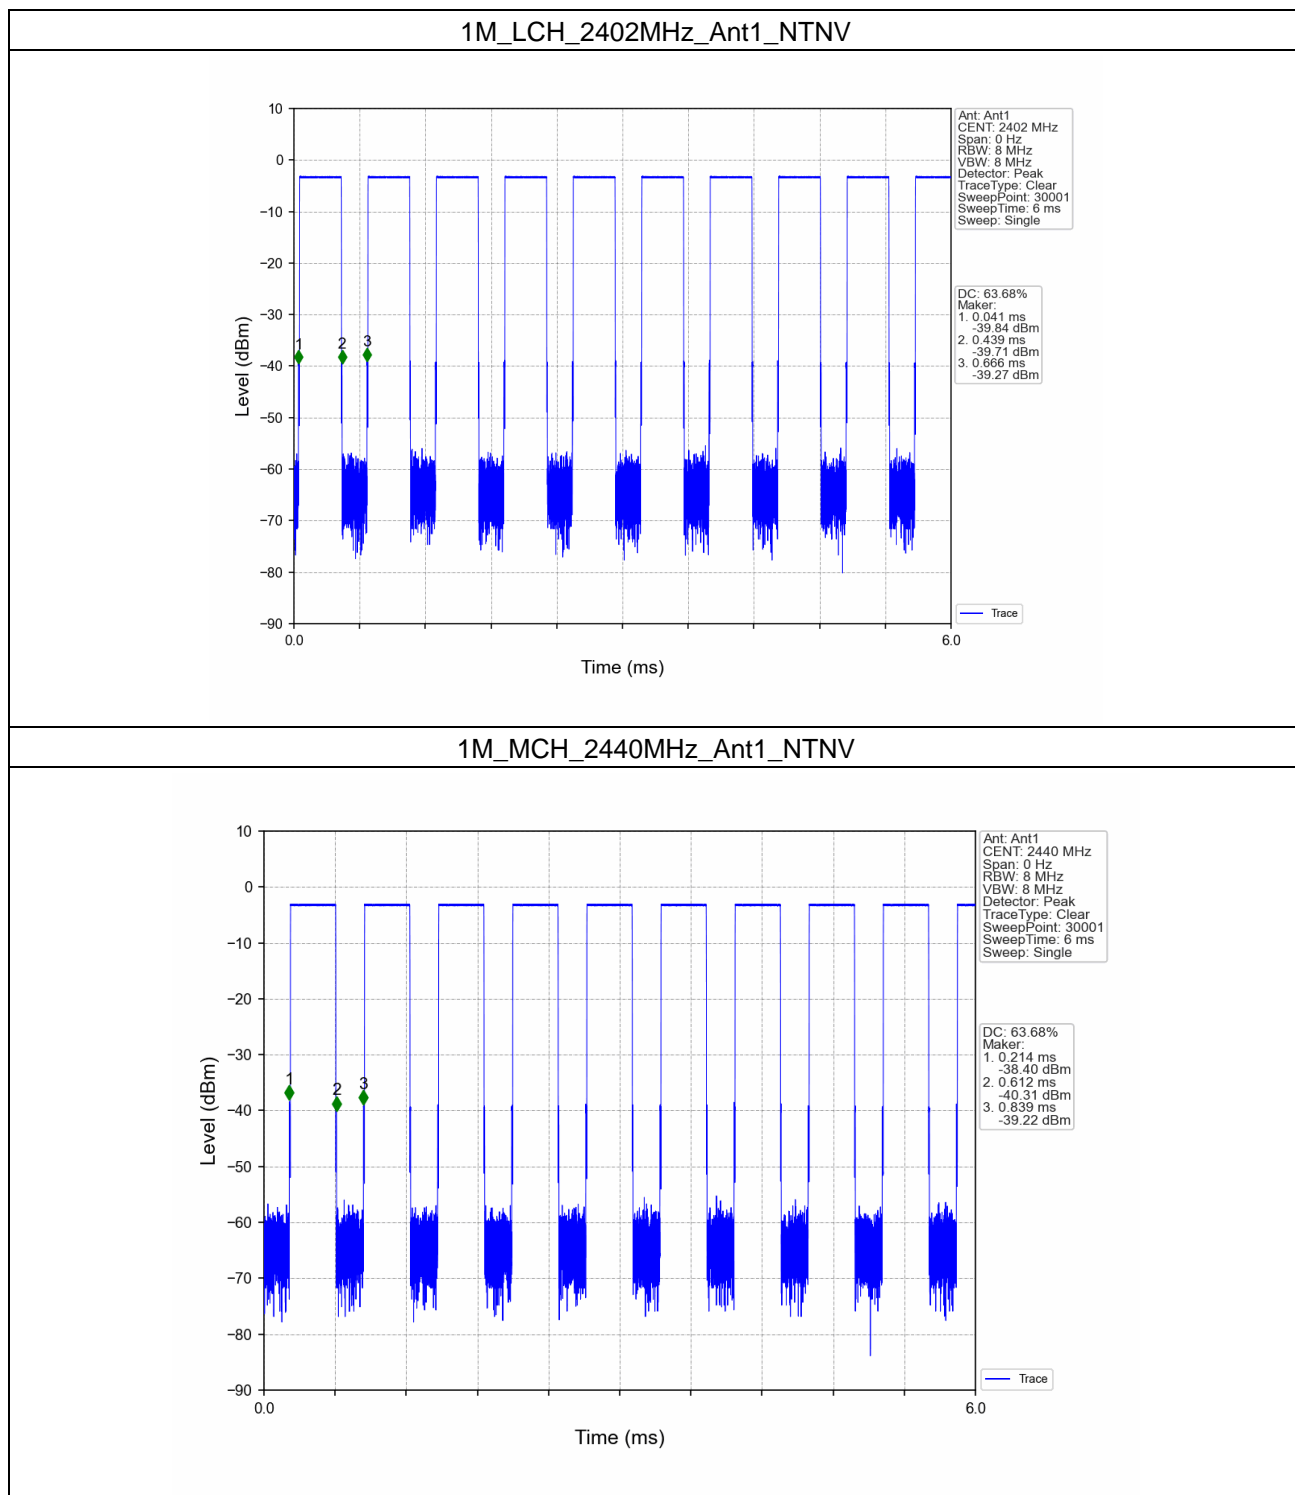 1M_LCH_2402MHz_Ant1_NTNV
10
0
−10
−20
−30
−40
−50
−60
−70
−80
−90
Level (dBm)
0.0
6.0
Time (ms)
1
2
3
Ant: Ant1
CENT: 2402 MHz
Span: 0 Hz
RBW: 8 MHz
VBW: 8 MHz
Detector: Peak
TraceType: Clear
SweepPoint: 30001
SweepTime: 6 ms
Sweep: Single
DC: 63.68%
Maker:
1. 0.041 ms
-39.84 dBm
2. 0.439 ms
-39.71 dBm
3. 0.666 ms
-39.27 dBm
Trace
1M_MCH_2440MHz_Ant1_NTNV
10
0
−10
−20
−30
−40
−50
−60
−70
−80
−90
Level (dBm)
0.0
6.0
Time (ms)
1
2
3
Ant: Ant1
CENT: 2440 MHz
Span: 0 Hz
RBW: 8 MHz
VBW: 8 MHz
Detector: Peak
TraceType: Clear
SweepPoint: 30001
SweepTime: 6 ms
Sweep: Single
DC: 63.68%
Maker:
1. 0.214 ms
-38.40 dBm
2. 0.612 ms
-40.31 dBm
3. 0.839 ms
-39.22 dBm
Trace